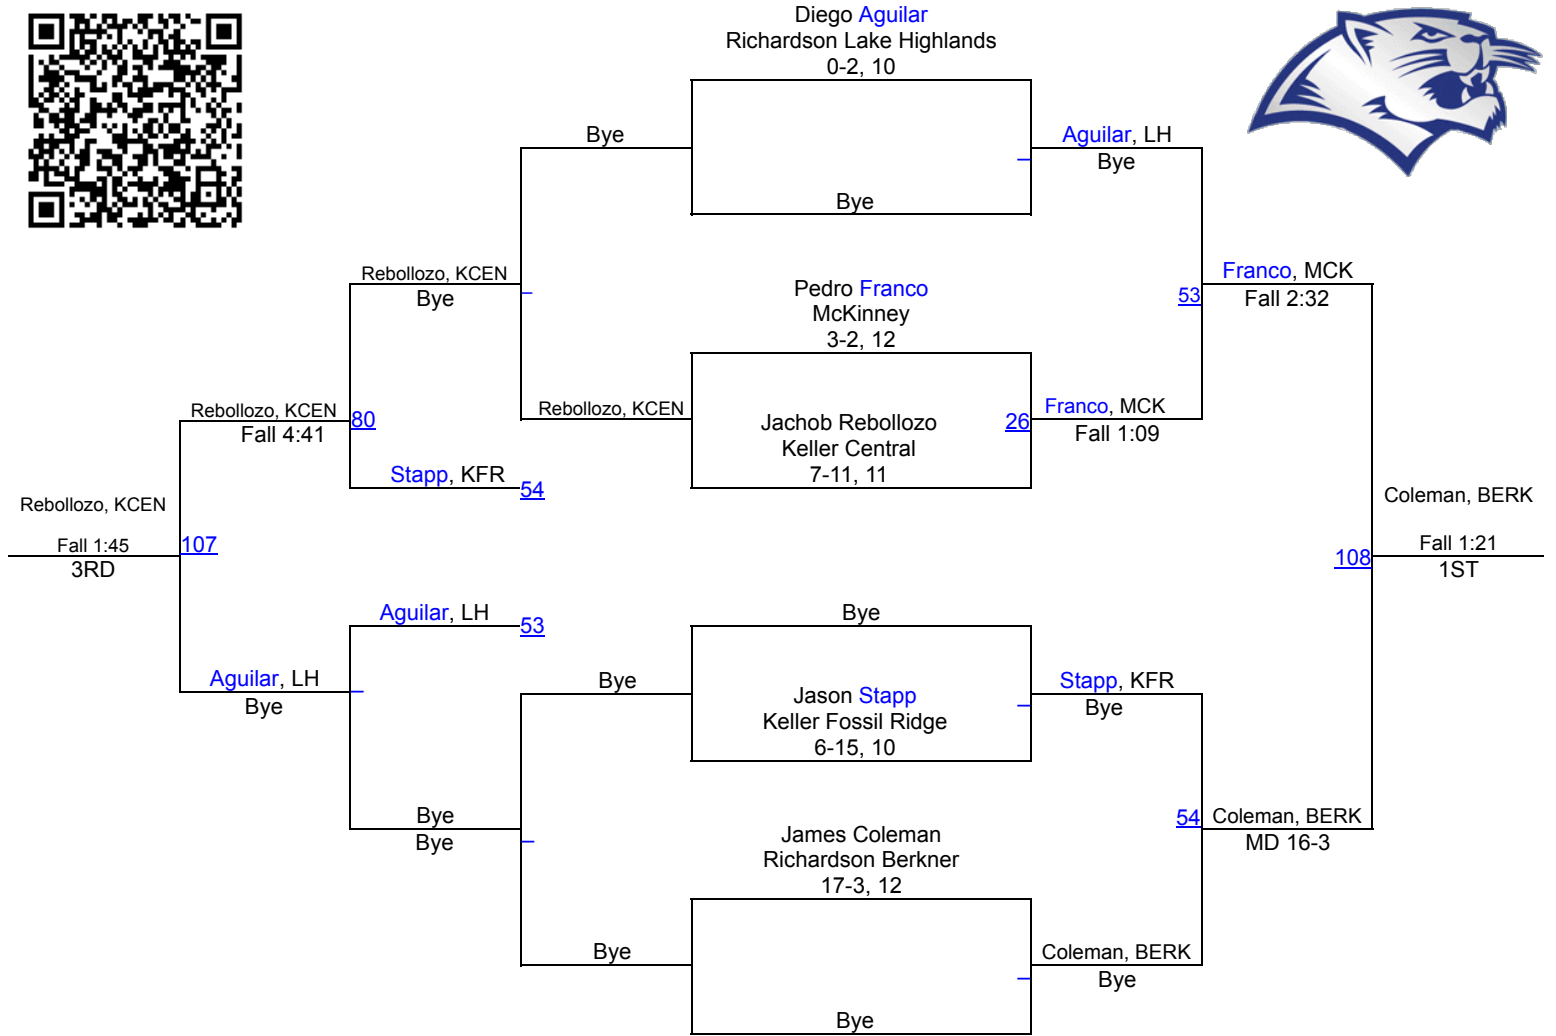 Diego Aguilar
Richardson Lake Highlands
0-2, 10
Bye
Aguilar, LH
Bye
Bye
Rebollozo, KCEN
Bye
Pedro Franco
McKinney
3-2, 12
53
Franco, MCK
Fall 2:32
Rebollozo, KCEN
Fall 4:41
80
Rebollozo, KCEN
Jachob Rebollozo
Keller Central
7-11, 11
26
Franco, MCK
Fall 1:09
Stapp, KFR
54
Rebollozo, KCEN
Fall 1:45
3RD
107
Coleman, BERK
Fall 1:21
1ST
108
Aguilar, LH
53
Bye
Aguilar, LH
Bye
Bye
Jason Stapp
Keller Fossil Ridge
6-15, 10
Stapp, KFR
Bye
Bye
Bye
James Coleman
Richardson Berkner
17-3, 12
54
Coleman, BERK
MD 16-3
Bye
Coleman, BERK
Bye
Bye